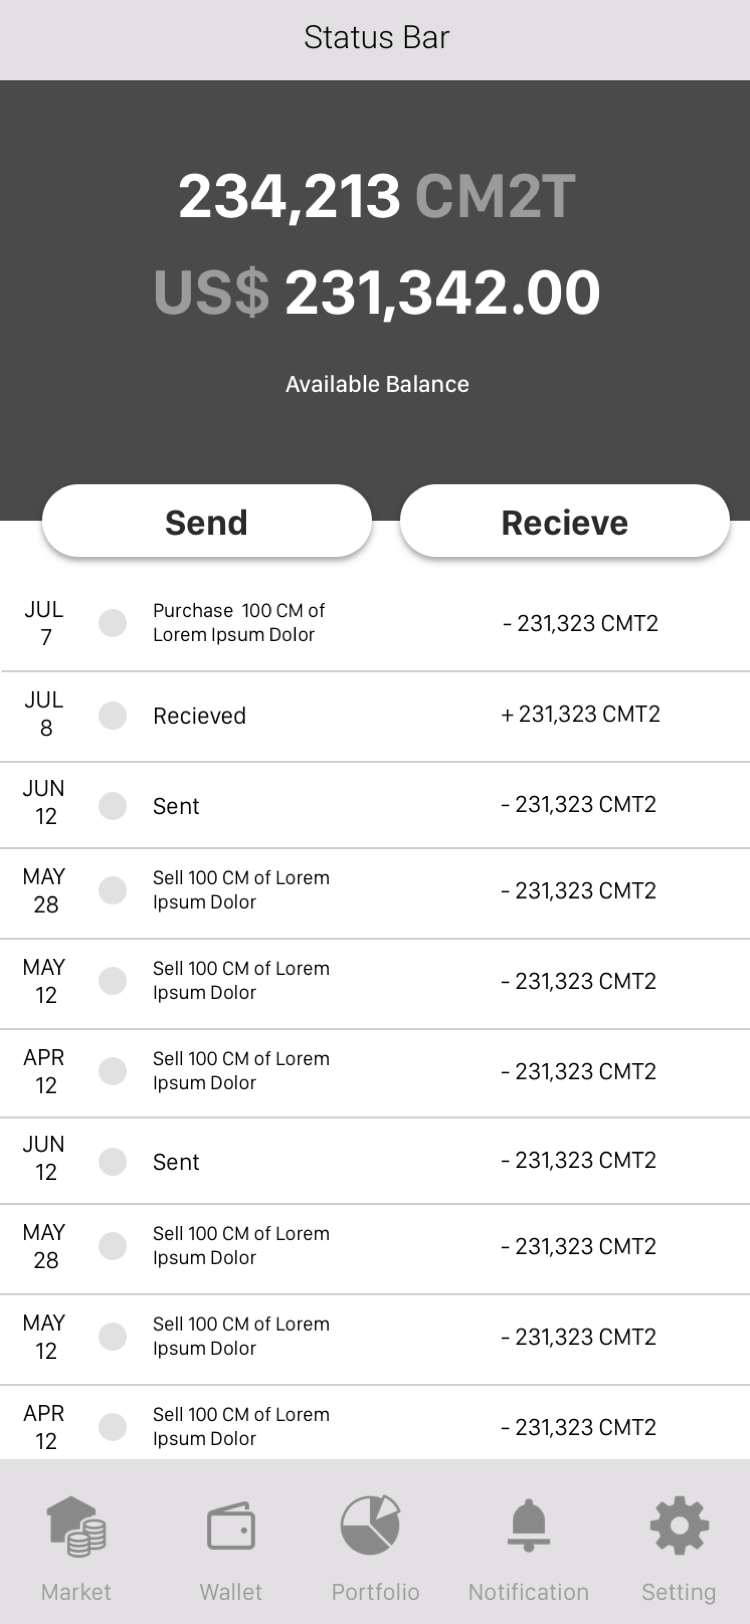 Status Bar
234,213 CM2T
US$ 231,342.00
Available Balance
Send
Recieve
JUL
7
Purchase  100 CM of
Lorem Ipsum Dolor
- 231,323 CMT2
JUL
8
Recieved
+ 231,323 CMT2
JUN
12
Sent
- 231,323 CMT2
MAY
28
Sell 100 CM of Lorem
Ipsum Dolor
- 231,323 CMT2
MAY
12
Sell 100 CM of Lorem
Ipsum Dolor
- 231,323 CMT2
APR
12
Sell 100 CM of Lorem
Ipsum Dolor
- 231,323 CMT2
JUN
12
Sent
- 231,323 CMT2
MAY
28
Sell 100 CM of Lorem
Ipsum Dolor
- 231,323 CMT2
MAY
12
Sell 100 CM of Lorem
Ipsum Dolor
- 231,323 CMT2
APR
12
Sell 100 CM of Lorem
Ipsum Dolor
- 231,323 CMT2
Market
Wallet
Portfolio
Notification
Setting